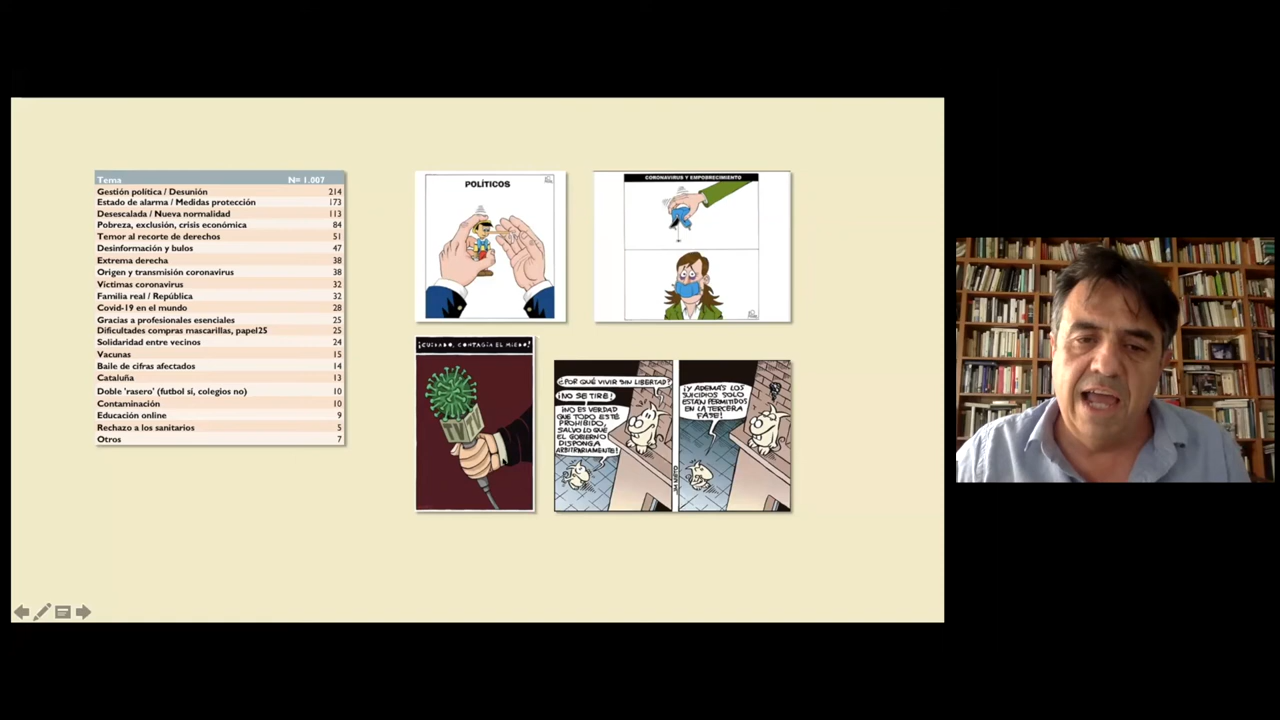 Tema N= 1.007
Gestión política / Desunión 214
Estado de alarma / Medidas protección 173
Desescalada / Nueva normalidad 113
Pobreza, exclusión, crisis económica 84
Temor al recorte de derechos 51
Desinformación y bulos 47
Extrema derecha 38
Origen y transmisión coronavirus 38
Víctimas coronavirus 32
Familia real / República 32
Covid-19 en el mundo 28
Gracias a profesionales esenciales 25
Dificultades compras mascarillas, papel25 25
Solidaridad entre vecinos 24
Vacunas 15
Baile de cifras afectados 14
Cataluña 13
Doble 'rasero' (futbol sí, colegios no) 10
Contaminación 10
Educación online 9
Rechazo a los sanitarios 5
Otros 7
POLÍTICOS
CORONAVIRUS Y EMPOBRECIMIENTO
¡CUIDADO, CONTAGIA EL MIEDO!
¿POR QUÉ VIVIR SIN LIBERTAD?
¡NO SE TIRE!
¡NO ES VERDAD
QUE TODO ESTÉ
PROHIBIDO,
SALVO LO QUE
EL GOBIERNO
DISPONGA
ARBITRARIAMENTE!
¡Y ADEMÁS LOS
SUICIDIOS SOLO
ESTÁN PERMITIDOS
EN LA TERCERA
FASE!